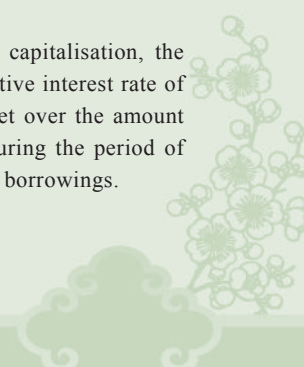 capitalisation, the
tive interest rate of
et over the amount
uring the period of
borrowings.